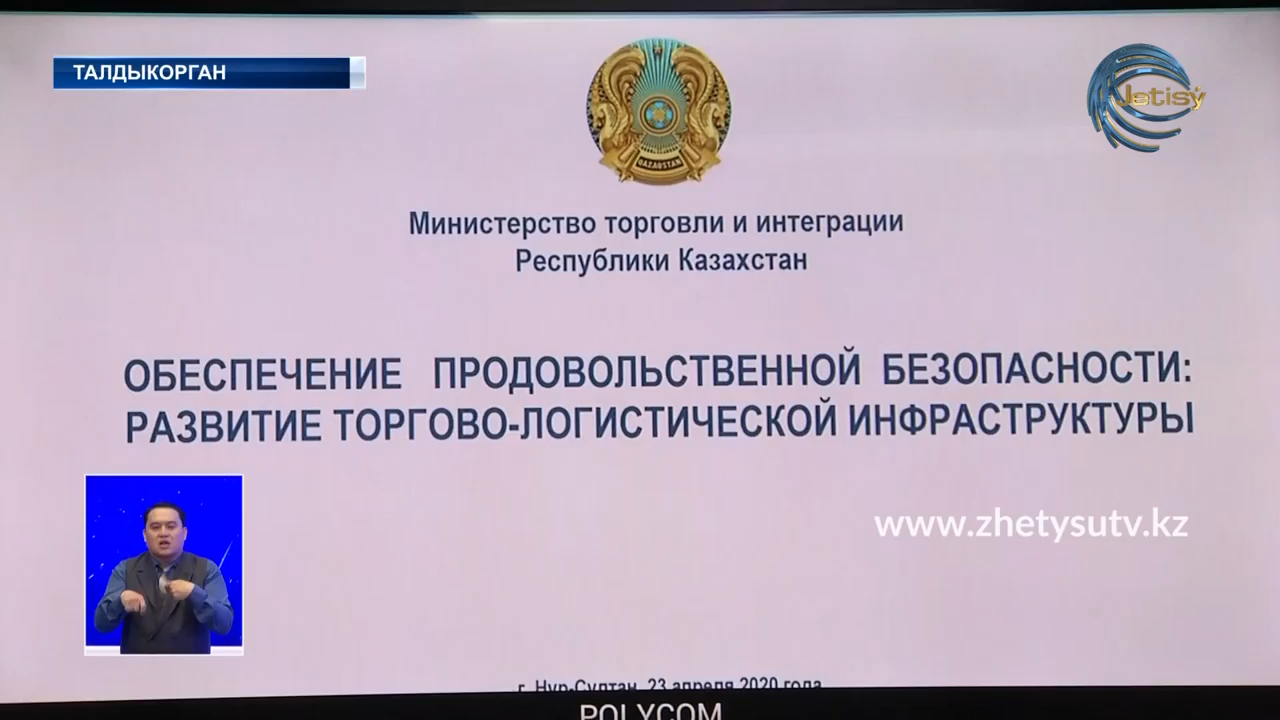 ТАЛДЫКОРГАН
Jetisý
QAZAQSTAN
Министерство торговли и интеграции
Республики Казахстан
ОБЕСПЕЧЕНИЕ ПРОДОВОЛЬСТВЕННОЙ БЕЗОПАСНОСТИ:
РАЗВИТИЕ ТОРГОВО-ЛОГИСТИЧЕСКОЙ ИНФРАСТРУКТУРЫ
www.zhetysutv.kz
г. Нур-Султан, 23 апреля 2020 года
POLYCOM